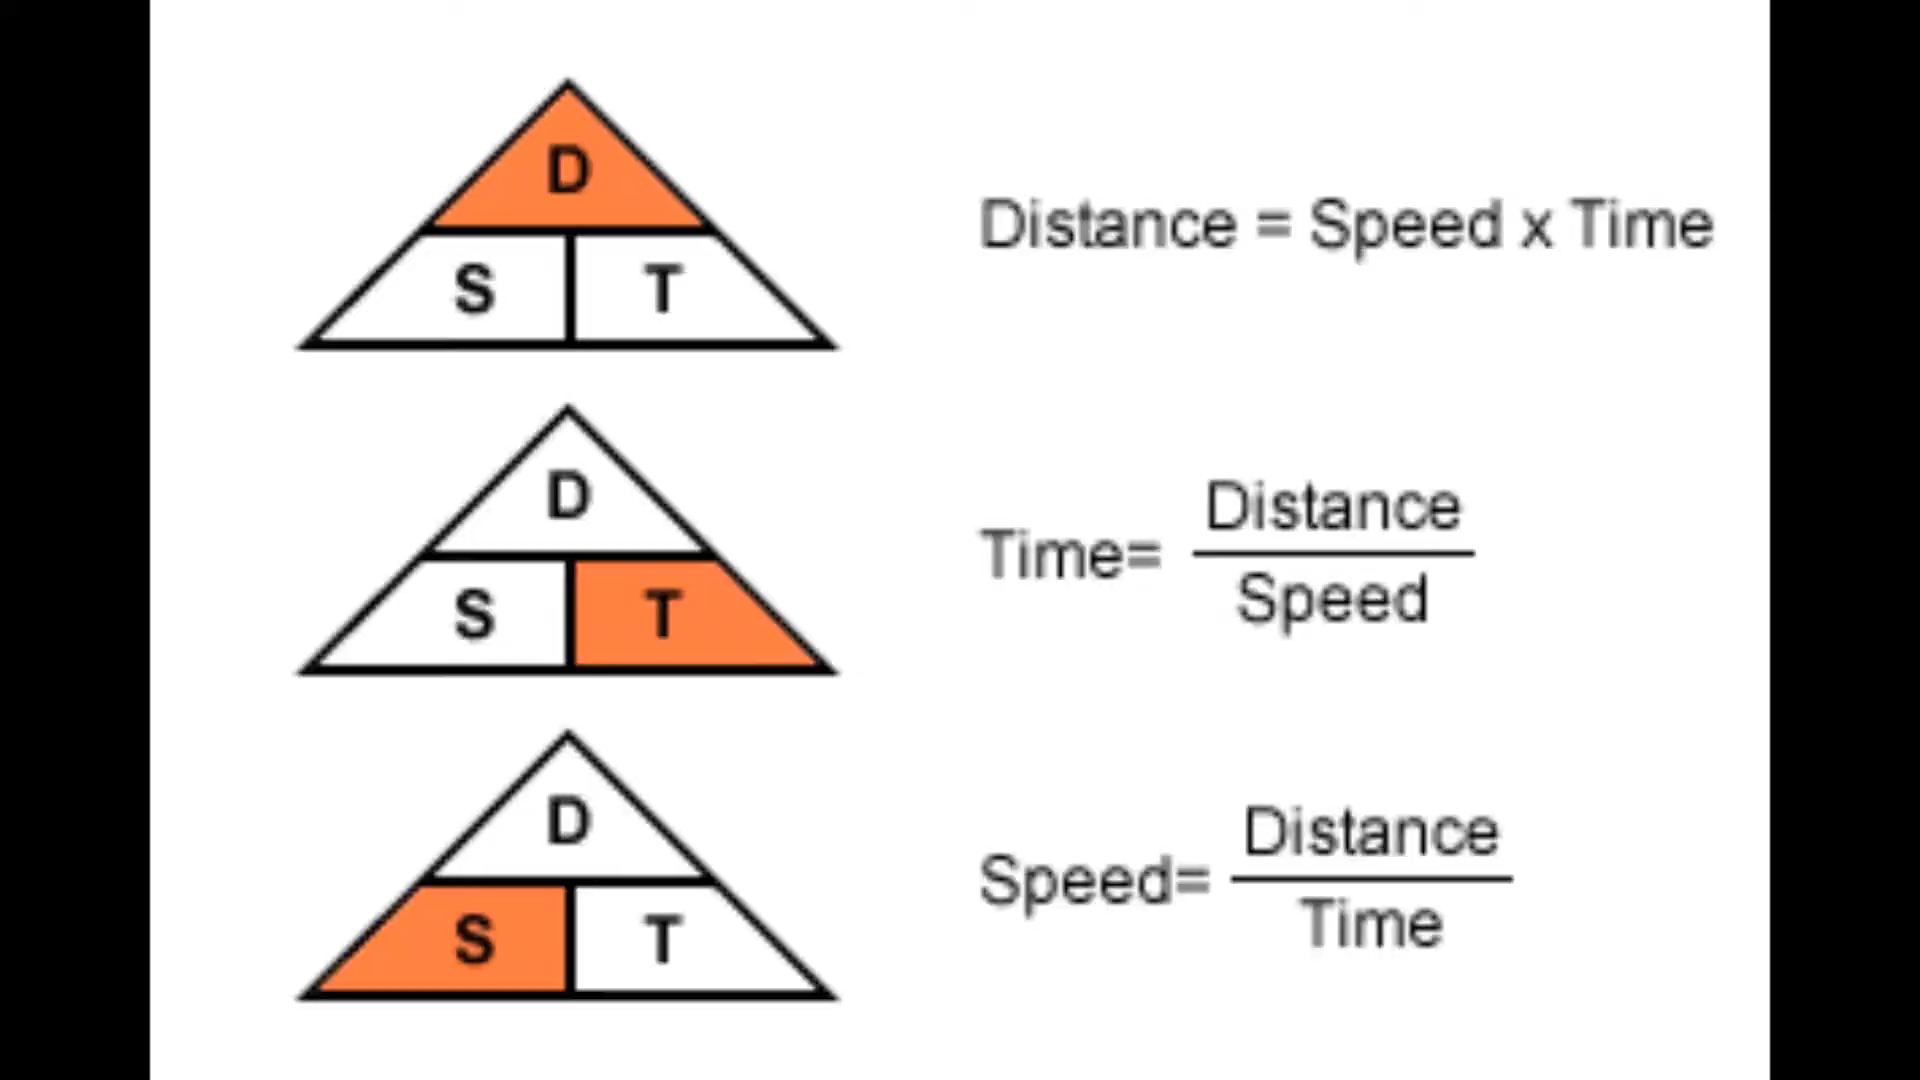 D
S T
Distance = Speed x Time
D
S T
Time= Distance
Speed
D
S T
Speed= Distance
Time